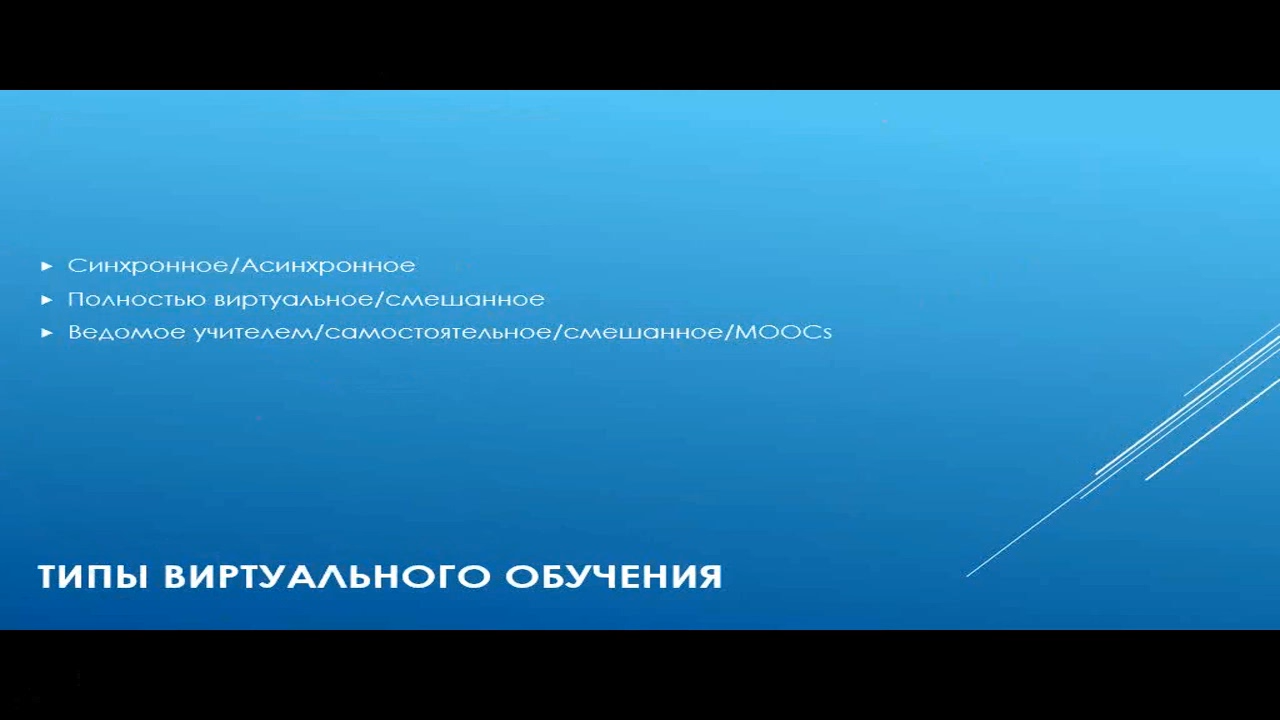 Синхронное/Асинхронное
Полностью виртуальное/смешанное
Ведомое учителем/самостоятельное/смешанное/MOOCs
ТИПЫ ВИРТУАЛЬНОГО ОБУЧЕНИЯ